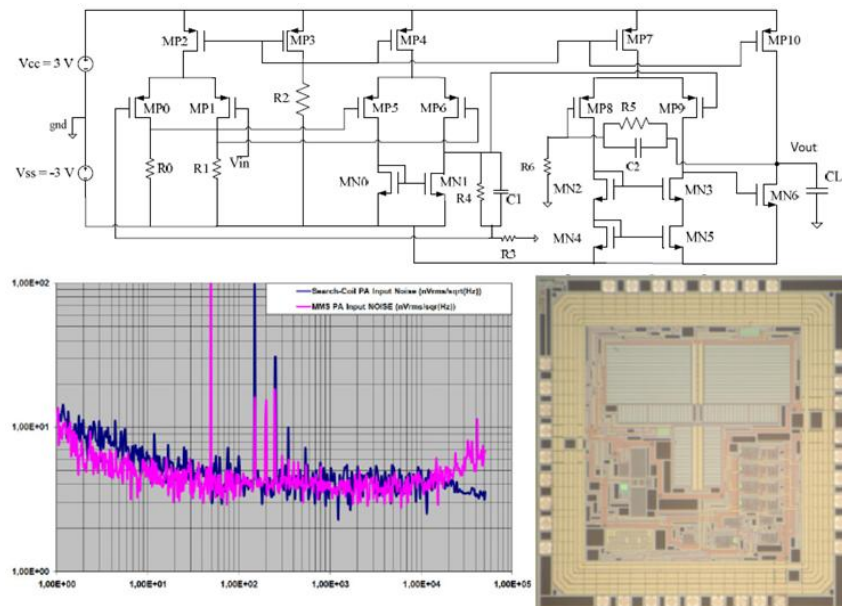 MP2
MP3
MP4
MP7
MP10
Vcc = 3 V
R2
MP0
MP1
MP5
MP6
MP8
R5
MP9
gnd
C2
Vout
R0
R1
Vin
R6
CL
Vss = -3 V
MN0
MN1
R4
C1
MN2
MN3
MN6
MN4
MN5
R3
1,00E+02
Search-Coil PA Input Noise (nVrms/sqrt(Hz))
MMS PA Input NOISE (nVrms/sqr(Hz))
1,00E+01
1,00E+00
1,00E+00
1,00E+01
1,00E+02
1,00E+03
1,00E+04
1,00E+05